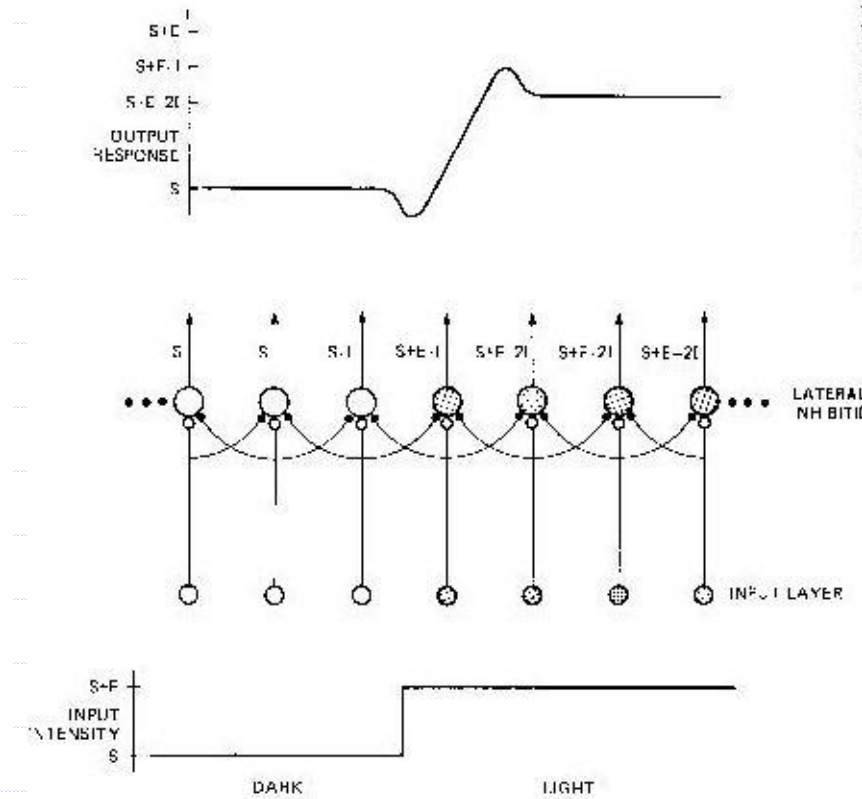 S+E
S+E-I
S+E-2I
OUTPUT
RESPONSE
S
S S S-I S+E-I S+E-2I S+E-2I S+E-2I
LATERAL
INPUT LAYER
S+E
INPUT
INTENSITY
S
DARK LIGHT